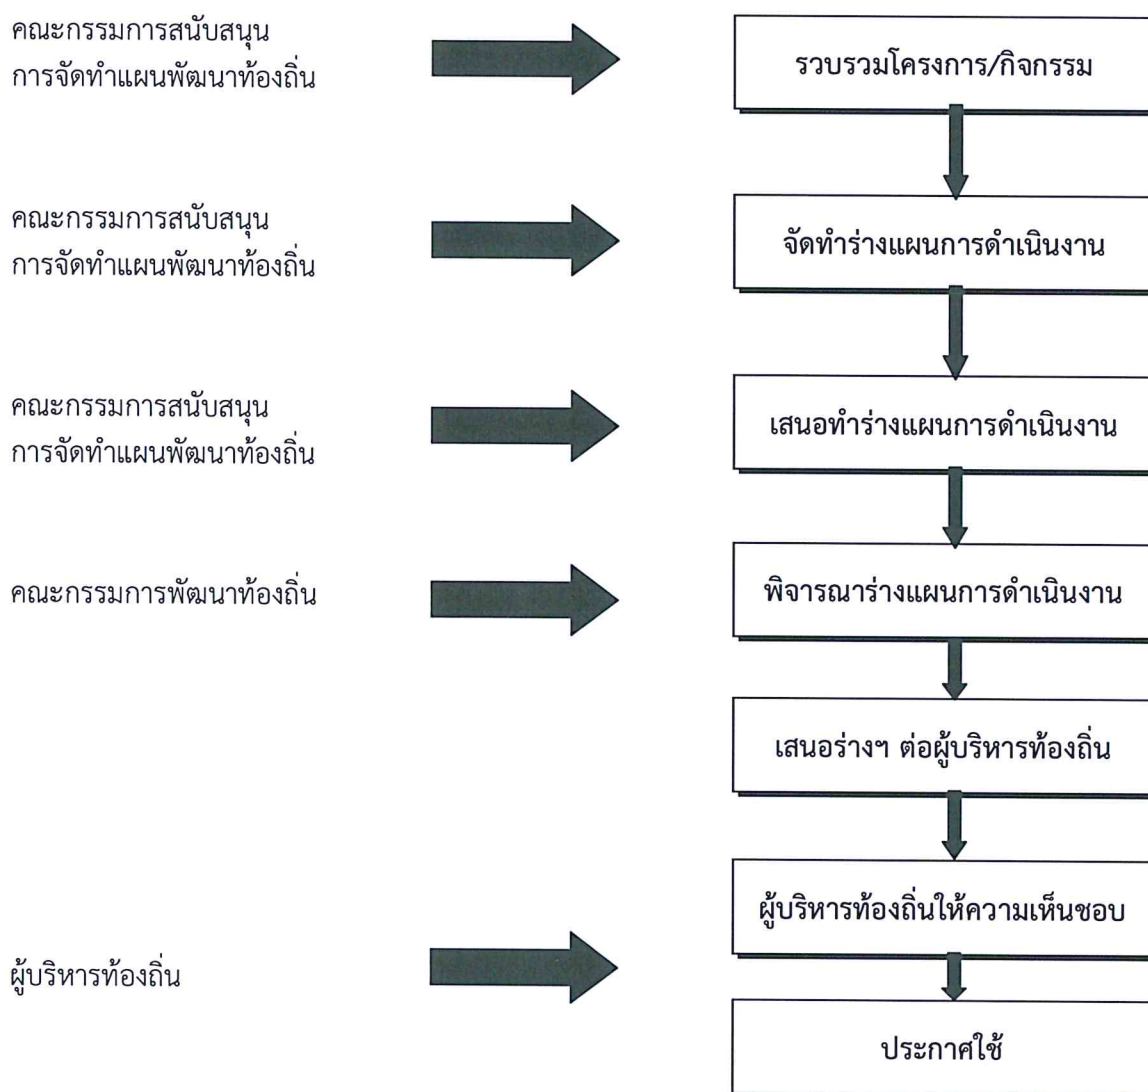 คณะกรรมการสนับสนุน
การจัดทำแผนพัฒนาท้องถิ่น
รวบรวมโครงการ/กิจกรรม
คณะกรรมการสนับสนุน
การจัดทำแผนพัฒนาท้องถิ่น
จัดทำร่างแผนการดำเนินงาน
คณะกรรมการสนับสนุน
การจัดทำแผนพัฒนาท้องถิ่น
เสนอทำร่างแผนการดำเนินงาน
คณะกรรมการพัฒนาท้องถิ่น
พิจารณาร่างแผนการดำเนินงาน
เสนอร่างฯ ต่อผู้บริหารท้องถิ่น
ผู้บริหารท้องถิ่นให้ความเห็นชอบ
ผู้บริหารท้องถิ่น
ประกาศใช้